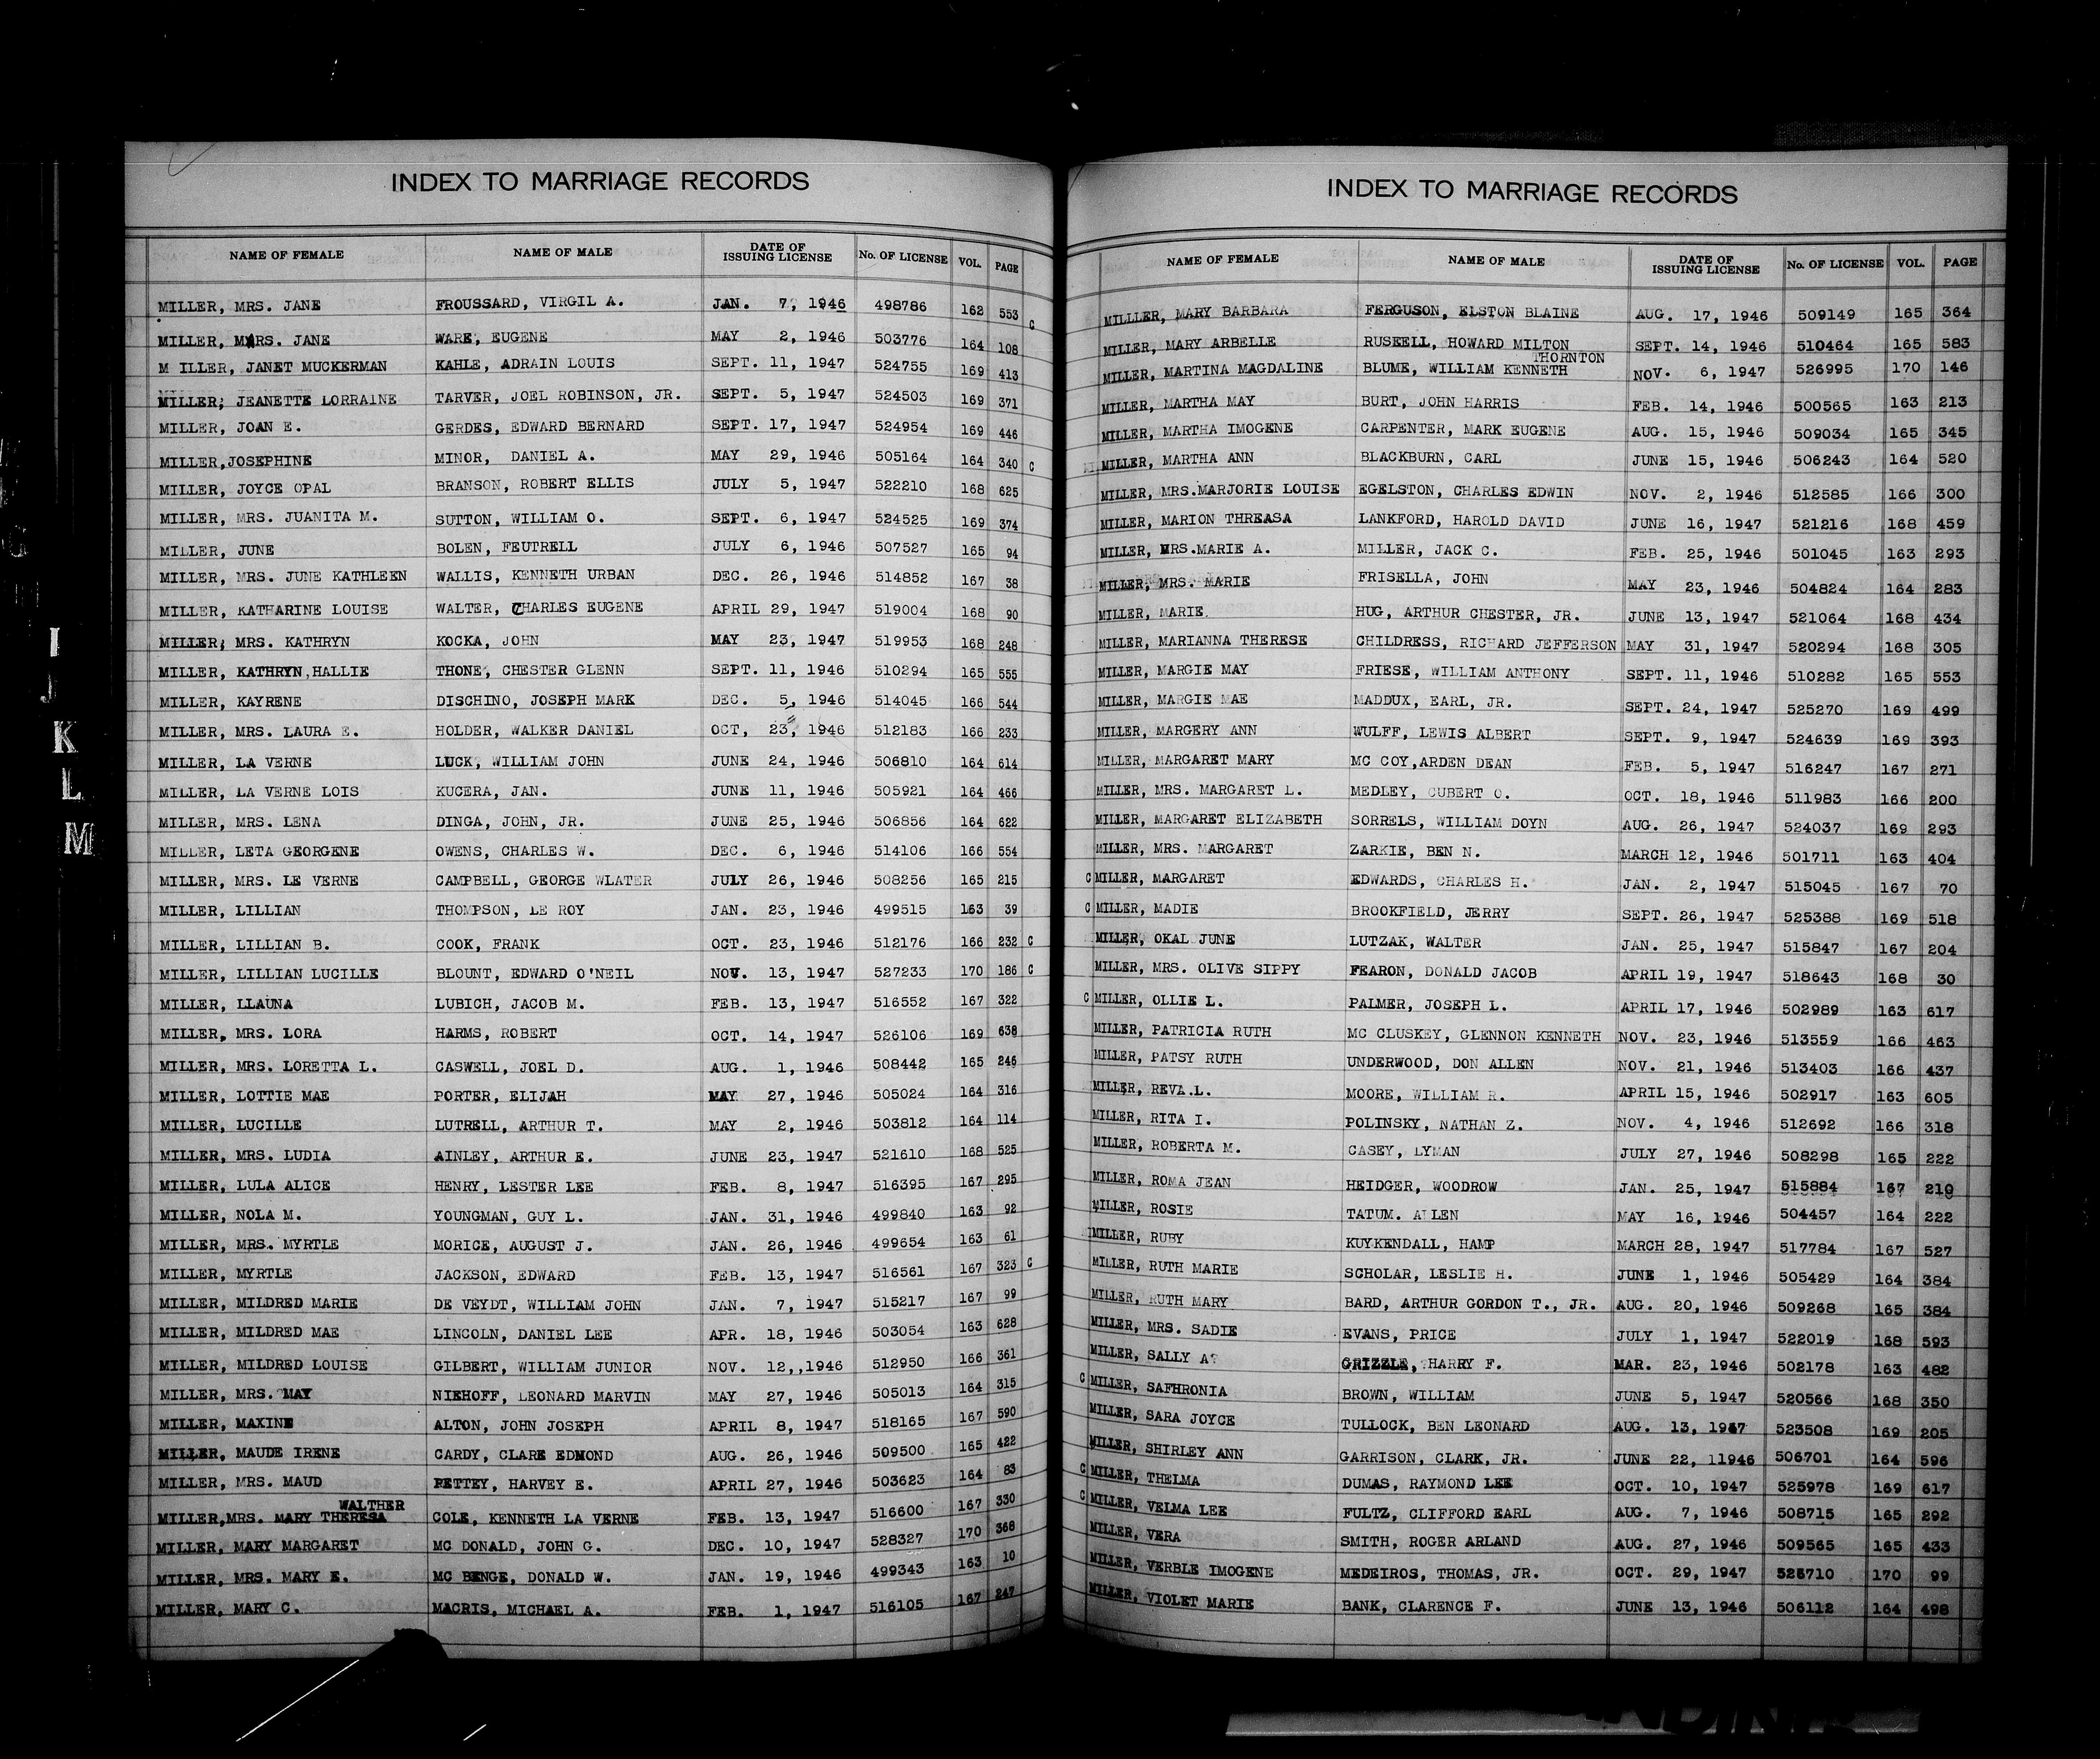 INDEX TO MARRIAGE RECORDS
NAME OF FEMALE NAME OF MALE DATE OF ISSUING LICENSE No. OF LICENSE VOL. PAGE
MILLER, MRS. JANE FROUSSARD, VIRGIL A. JAN. 7, 1946 498786 162 553 C
MILLER, MRS. JANE WARE, EUGENE MAY 2, 1946 503776 164 108
M ILLER, JANET MUCKERMAN KAHLE, ADRAIN LOUIS SEPT. 11, 1947 524755 169 413
MILLER, JEANETTE LORRAINE TARVER, JOEL ROBINSON, JR. SEPT. 5, 1947 524503 169 371
MILLER, JOAN E. GERDES, EDWARD BERNARD SEPT. 17, 1947 524954 169 446
MILLER,JOSEPHINE MINOR, DANIEL A. MAY 29, 1946 505164 164 340 C
MILLER, JOYCE OPAL BRANSON, ROBERT ELLIS JULY 5, 1947 522210 168 625
MILLER, MRS. JUANITA M. SUTTON, WILLIAM O. SEPT. 6, 1947 524525 169 374
MILLER, JUNE BOLEN, FEUTRELL JULY 6, 1946 507527 165 94
MILLER, MRS. JUNE KATHLEEN WALLIS, KENNETH URBAN DEC. 26, 1946 514852 167 38
MILLER, KATHARINE LOUISE WALTER, CHARLES EUGENE APRIL 29, 1947 519004 168 90
MILLER, MRS. KATHRYN KOCKA, JOHN MAY 23, 1947 519953 168 248
MILLER, KATHRYN HALLIE THONE, CHESTER GLENN SEPT. 11, 1946 510294 165 555
MILLER, KAYRENE DISCHINO, JOSEPH MARK DEC. 5, 1946 514045 166 544
MILLER, MRS. LAURA E. HOLDER, WALKER DANIEL OCT, 23, 1946 512183 166 233
MILLER, LA VERNE LUCK, WILLIAM JOHN JUNE 24, 1946 506810 164 614
MILLER, LA VERNE LOIS KUCERA, JAN. JUNE 11, 1946 505921 164 466
MILLER, MRS. LENA DINGA, JOHN, JR. JUNE 25, 1946 506856 164 622
MILLER, LETA GEORGENE OWENS, CHARLES W. DEC. 6, 1946 514106 166 554
MILLER, MRS. LE VERNE CAMPBELL, GEORGE WLATER JULY 26, 1946 508256 165 215
MILLER, LILLIAN THOMPSON, LE ROY JAN. 23, 1946 499515 163 39
MILLER, LILLIAN B. COOK, FRANK OCT. 23, 1946 512176 166 232 C
MILLER, LILLIAN LUCILLE BLOUNT, EDWARD O'NEIL NOV. 13, 1947 527233 170 186 C
MILLER, LLAUNA LUBICH, JACOB M. FEB. 13, 1947 516552 167 322
MILLER, MRS. LORA HARMS, ROBERT OCT. 14, 1947 526106 169 638
MILLER, MRS. LORETTA L. CASWELL, JOEL D. AUG. 1, 1946 508442 165 246
MILLER, LOTTIE MAE PORTER, ELIJAH MAY 27, 1946 505024 164 316
MILLER, LUCILLE LUTRELL, ARTHUR T. MAY 2, 1946 503812 164 114
MILLER, MRS. LUDIA AINLEY, ARTHUR E. JUNE 23, 1947 521610 168 525
MILLER, LULA ALICE HENRY, LESTER LEE FEB. 8, 1947 516395 167 295
MILLER, NOLA M. YOUNGMAN, GUY L. JAN. 31, 1946 499840 163 92
MILLER, MRS. MYRTLE MORICE, AUGUST J. JAN. 26, 1946 499654 163 61
MILLER, MYRTLE JACKSON, EDWARD FEB. 13, 1947 516561 167 323 C
MILLER, MILDRED MARIE DE VEYDT, WILLIAM JOHN JAN. 7, 1947 515217 167 99
MILLER, MILDRED MAE LINCOLN, DANIEL LEE APR. 18, 1946 503054 163 628
MILLER, MILDRED LOUISE GILBERT, WILLIAM JUNIOR NOV. 12,,1946 512950 166 361
MILLER, MRS. MAY NIEHOFF, LEONARD MARVIN MAY 27, 1946 505013 164 315
MILLER, MAXINE ALTON, JOHN JOSEPH APRIL 8, 1947 518165 167 590
MILLER, MAUDE IRENE CARDY, CLARE EDMOND AUG. 26, 1946 509500 165 422
MILLER, MRS. MAUD PETTEY, HARVEY E. APRIL 27, 1946 503623 164 83
WALTHER
MILLER,MRS. MARY THERESA COLE, KENNETH LA VERNE FEB. 13, 1947 516600 167 330
MILLER, MARY MARGARET MC DONALD, JOHN G. DEC. 10, 1947 528327 170 368
MILLER, MRS. MARY E. MC BENGE, DONALD W. JAN. 19, 1946 499343 163 10
MILLER, MARY C. MACRIS, MICHAEL A. FEB. 1, 1947 516105 167 247
I
J
K
L
M
INDEX TO MARRIAGE RECORDS
NAME OF FEMALE NAME OF MALE DATE OF ISSUING LICENSE No. OF LICENSE VOL. PAGE
MILLLER, MARY BARBARA FERGUSON, ELSTON BLAINE AUG. 17, 1946 509149 165 364
MILLER, MARY ARBELLE RUSSELL, HOWARD MILTON SEPT. 14, 1946 510464 165 583
THORNTON
MILLER, MARTINA MAGDALINE BLUME, WILLIAM KENNETH NOV. 6, 1947 526995 170 146
MILLER, MARTHA MAY BURT, JOHN HARRIS FEB. 14, 1946 500565 163 213
MILLER, MARTHA IMOGENE CARPENTER, MARK EUGENE AUG. 15, 1946 509034 165 345
MILLER, MARTHA ANN BLACKBURN, CARL JUNE 15, 1946 506243 164 520
MILLER, MRS.MARJORIE LOUISE EGELSTON, CHARLES EDWIN NOV. 2, 1946 512585 166 300
MILLER, MARION THREASA LANKFORD, HAROLD DAVID JUNE 16, 1947 521216 168 459
MILLER, MRS.MARIE A. MILLER, JACK C. FEB. 25, 1946 501045 163 293
MILLER, MRS. MARIE FRISELLA, JOHN MAY 23, 1946 504824 164 283
MILLER, MARIE HUG, ARTHUR CHESTER, JR. JUNE 13, 1947 521064 168 434
MILLER, MARIANNA THERESE CHILDRESS, RICHARD JEFFERSON MAY 31, 1947 520294 168 305
MILLER, MARGIE MAY FRIESE, WILLIAM ANTHONY SEPT. 11, 1946 510282 165 553
MILLER, MARGIE MAE MADDUX, EARL, JR. SEPT. 24, 1947 525270 169 499
MILLER, MARGERY ANN WULFF, LEWIS ALBERT SEPT. 9, 1947 524639 169 393
MILLER, MARGARET MARY MC COY,ARDEN DEAN FEB. 5, 1947 516247 167 271
MILLER, MRS. MARGARET L. MEDLEY, CUBERT O. OCT. 18, 1946 511983 166 200
MILLER, MARGARET ELIZABETH SORRELS, WILLIAM DOYN AUG. 26, 1947 524037 169 293
MILLER, MRS. MARGARET ZARKIE, BEN N. MARCH 12, 1946 501711 163 404
C MILLER, MARGARET EDWARDS, CHARLES H. JAN. 2, 1947 515045 167 70
C MILLER, MADIE BROOKFIELD, JERRY SEPT. 26, 1947 525388 169 518
MILLER, OKAL JUNE LUTZAK, WALTER JAN. 25, 1947 515847 167 204
MILLER, MRS. OLIVE SIPPY FEARON, DONALD JACOB APRIL 19, 1947 518643 168 30
C MILLER, OLLIE L. PALMER, JOSEPH L. APRIL 17, 1946 502989 163 617
MILLER, PATRICIA RUTH MC CLUSKEY, GLENNON KENNETH NOV. 23, 1946 513559 166 463
MILLER, PATSY RUTH UNDERWOOD, DON ALLEN NOV. 21, 1946 513403 166 437
MILLER, REVA.L. MOORE, WILLIAM R. APRIL 15, 1946 502917 163 605
MILLER, RITA I. POLINSKY, NATHAN Z. NOV. 4, 1946 512692 166 318
MILLER, ROBERTA M. CASEY, LYMAN JULY 27, 1946 508298 165 222
MILLER, ROMA JEAN HEIDGER, WOODROW JAN. 25, 1947 515884 167 210
MILLER, ROSIE TATUM. ALLEN MAY 16, 1946 504457 164 222
MILLER, RUBY KUYKENDALL, HAMP MARCH 28, 1947 517784 167 527
MILLER, RUTH MARIE SCHOLAR, LESLIE H. JUNE 1, 1946 505429 164 384
MILLER, RUTH MARY BARD, ARTHUR GORDON T., JR. AUG. 20, 1946 509268 165 384
MILLER, MRS. SADIE EVANS, PRICE JULY 1, 1947 522019 168 593
MILLER, SALLY A. GRIZZLE, HARRY F. MAR. 23, 1946 502178 163 482
C MILLER, SAFHRONIA BROWN, WILLIAM JUNE 5, 1947 520566 168 350
MILLER, SARA JOYCE TULLOCK, BEN LEONARD AUG. 13, 1947 523508 169 205
MILLER, SHIRLEY ANN GARRISON, CLARK, JR. JUNE 22, 11946 506701 164 596
C MILLER, THELMA DUMAS, RAYMOND LEE OCT. 10, 1947 525978 169 617
C MILLER, VELMA LEE FULTZ, CLIFFORD EARL AUG. 7, 1946 508715 165 292
MILLER, VERA SMITH, ROGER ARLAND AUG. 27, 1946 509565 165 433
MILLER, VERBLE IMOGENE MEDEIROS, THOMAS, JR. OCT. 29, 1947 526710 170 99
MILLER, VIOLET MARIE BANK, CLARENCE F. JUNE 13, 1946 506112 164 498